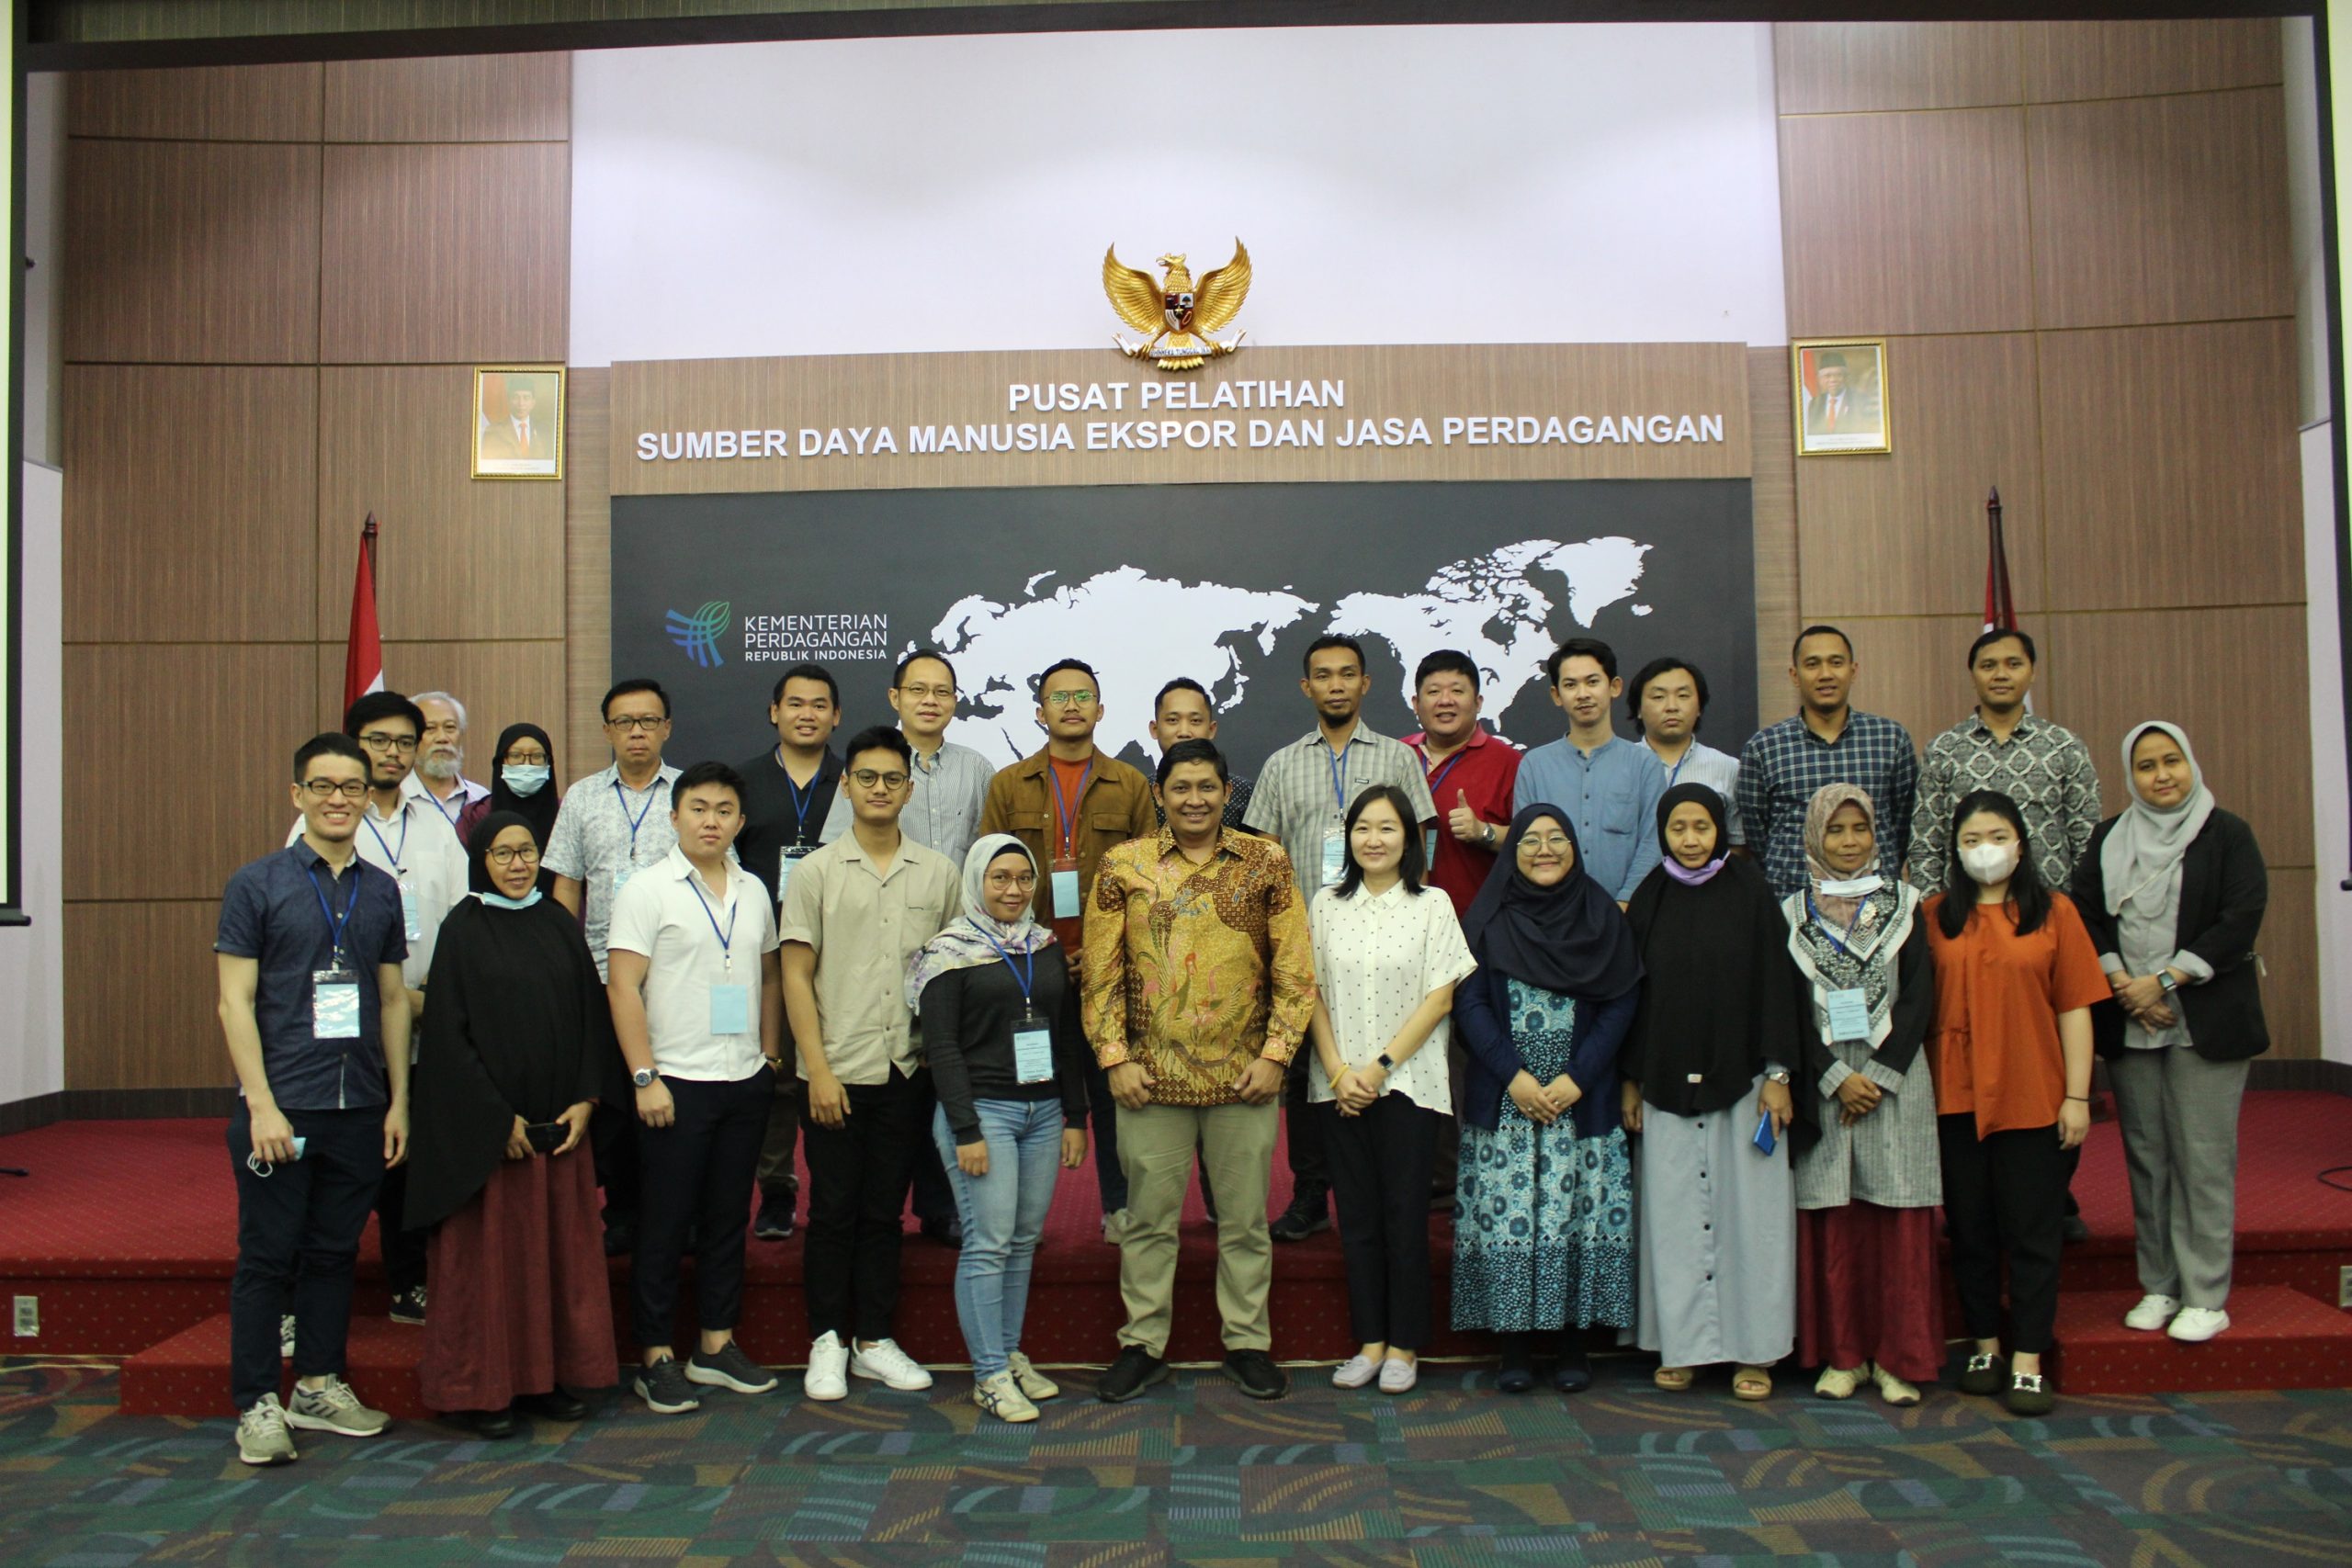 PUSAT PELATIHAN
SUMBER DAYA MANUSIA EKSPOR DAN JASA PERDAGANGAN
KEMENTERIAN
PERDAGANGAN
REPUBLIK INDONESIA